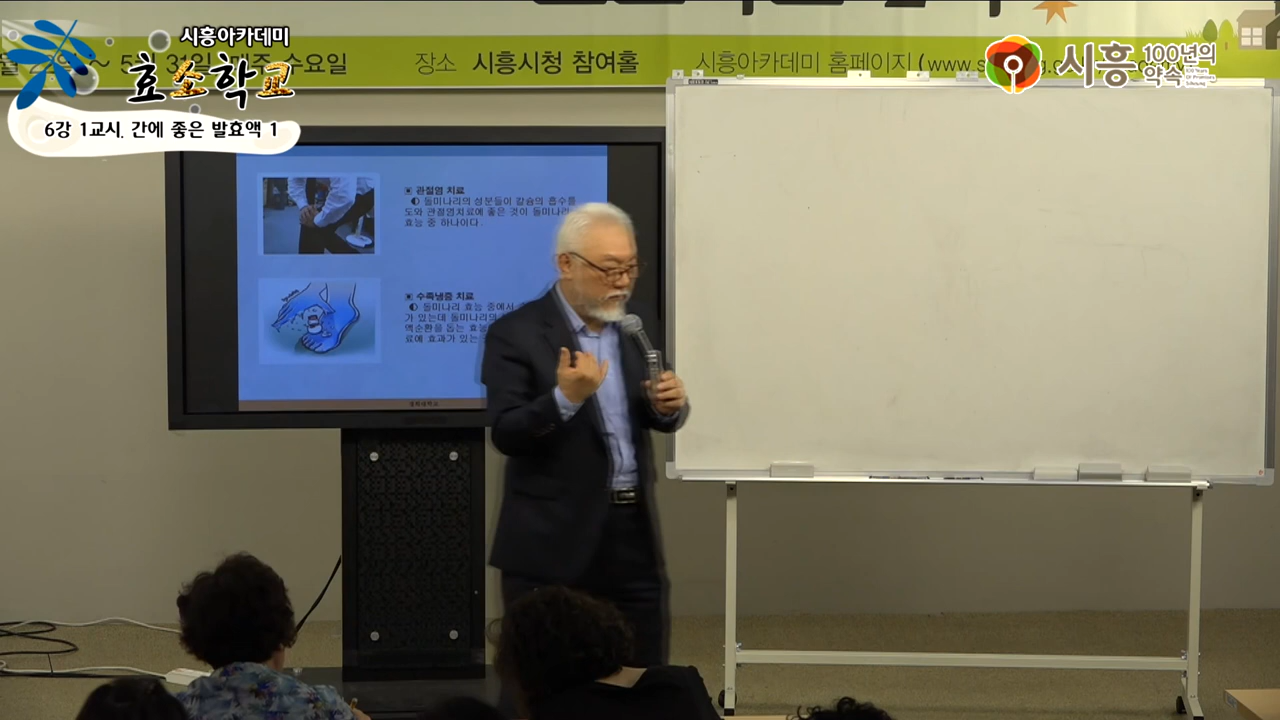 시흥아카데미
효소학교
6강 1교시. 간에 좋은 발효액 1
매주 수요일
장소 시흥시청 참여홀
시흥아카데미 홈페이지 (www.s
시흥 100년의 약속
▣ 관절염 치료
◐ 돌미나리의 성분들이 칼슘의 흡수를
도와 관절염치료에 좋은 것이 돌미나리
효능 중 하나이다.
▣ 수족냉증 치료
◐ 돌미나리 효능 중에서
가 있는데 돌미나리의
액순환을 돕는 효능
료에 효과가 있는